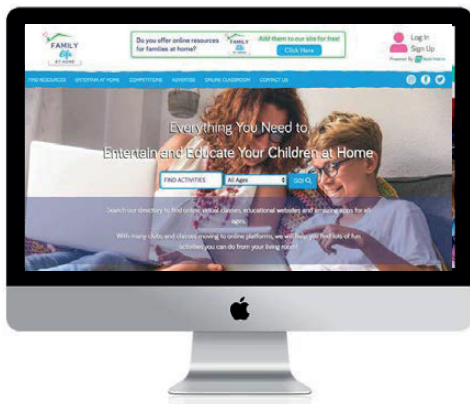 FAMILY
life
AT HOME
Do you offer online resources
for families at home?
FAMILY
life
AT HOME
Add them to our site for free!
Click Here
Log In
Sign Up
Powered By
FIND RESOURCES ENTERTAIN AT HOME COMPETITIONS ADVERTISE ONLINE CLASSROOM CONTACT US
Everything You Need to
Entertain and Educate Your Children at Home
FIND ACTIVITIES All Ages GO!
Search our directory to find online virtual classes, educational websites and amazing apps for all
ages.
With many clubs and classes moving to online platforms, we will help you find lots of fun
activities you can do from your living room!